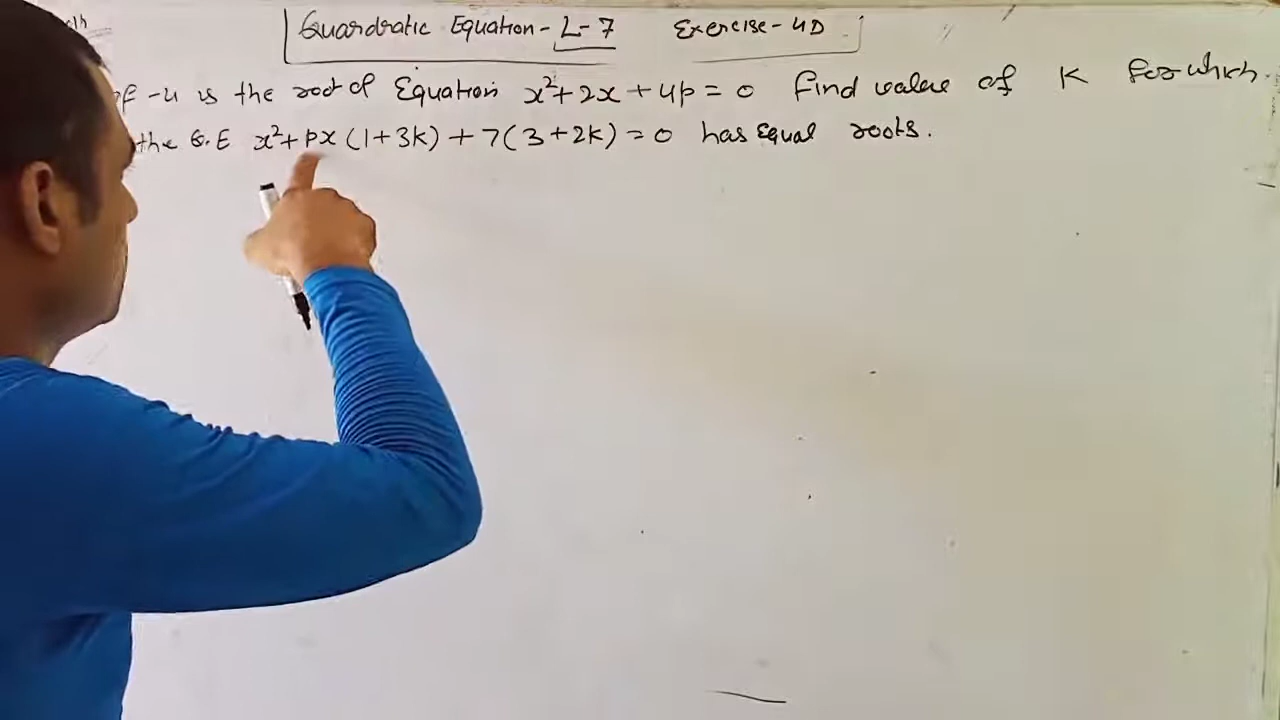 Quardratic Equation- L-7 Exercise-4D
-4 is the root of Equation x²+2x+4p=0 find value of K for which
the Q.E x²+px(1+3k)+7(3+2k)=0 has Equal roots.